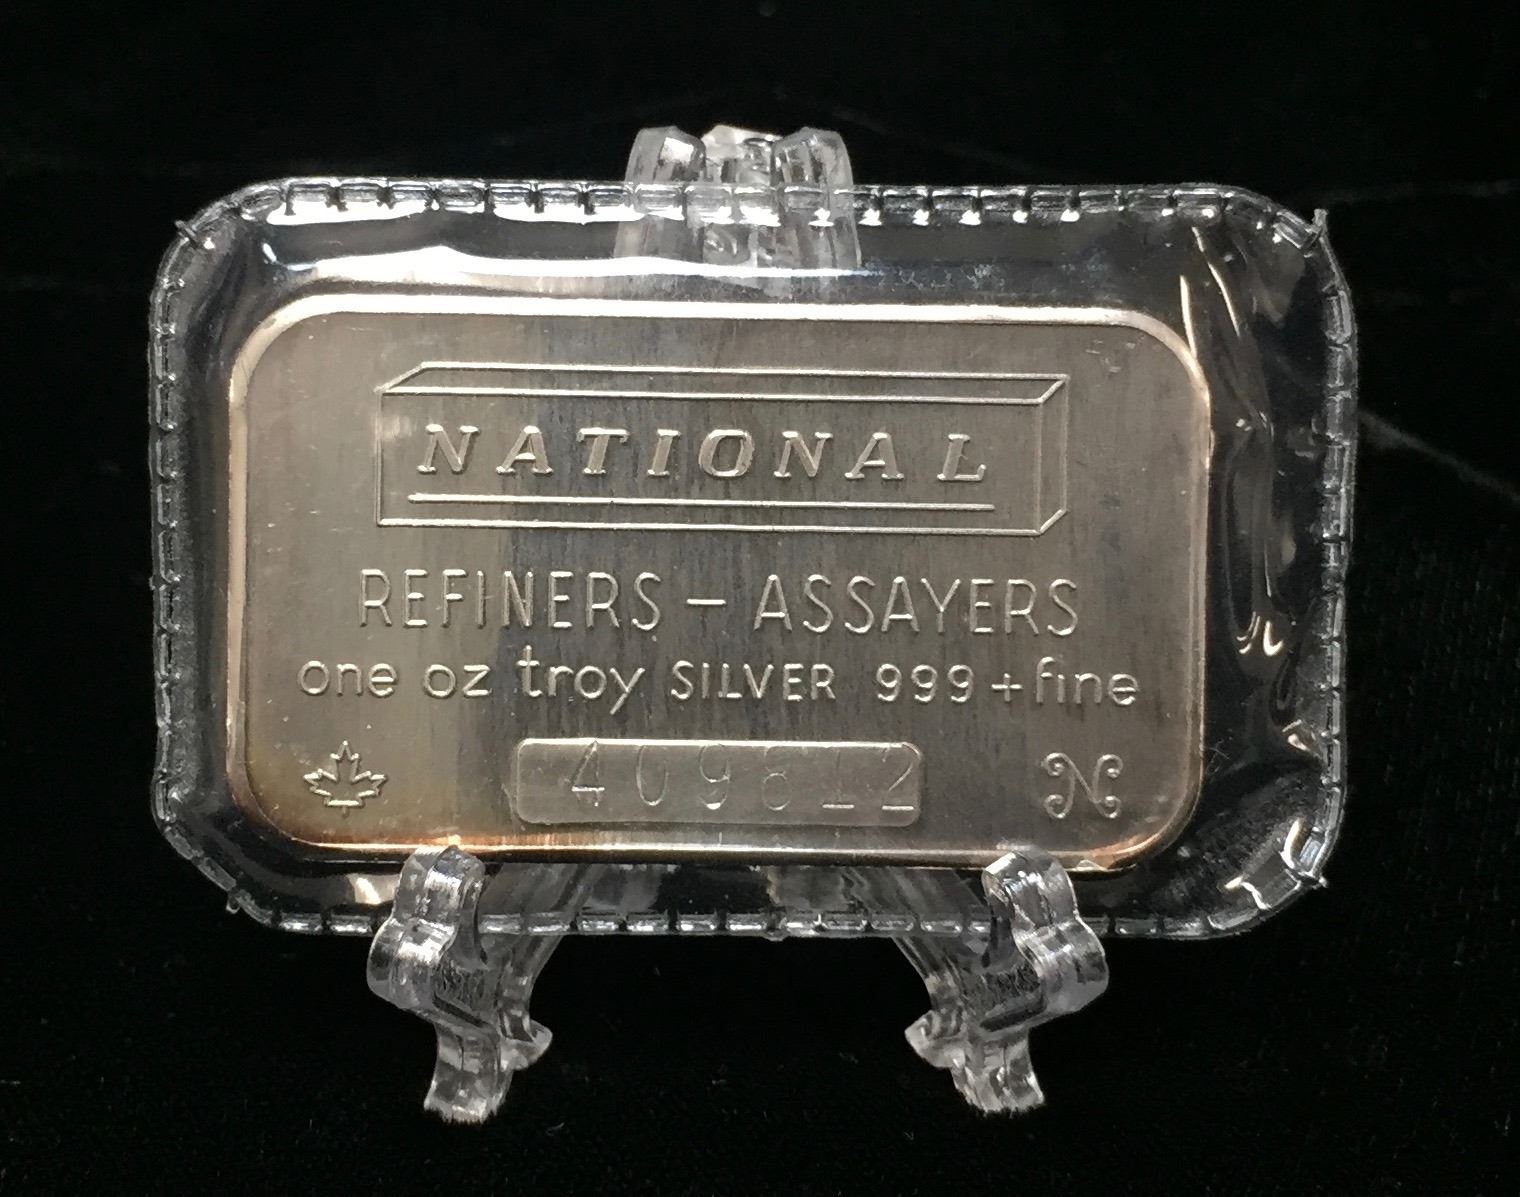 NATIONAL
REFINERS - ASSAYERS
one oz troy SILVER 999+fine
409812
N